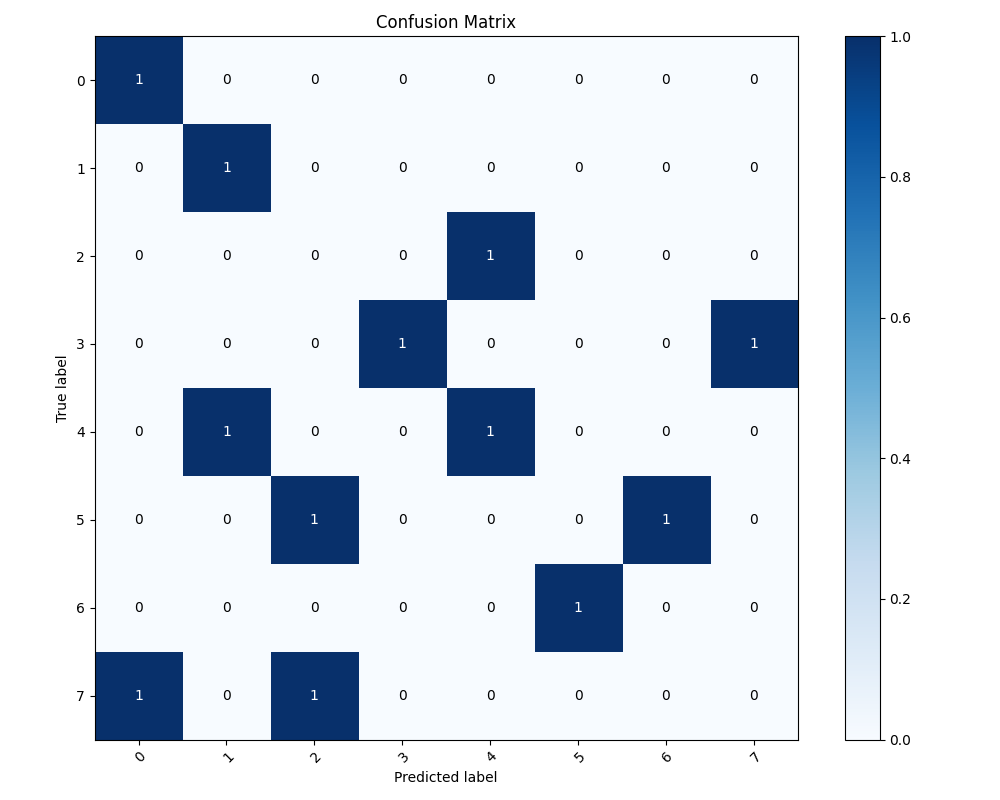 Confusion Matrix
0 1 0 0 0 0 0 0 0 1.0
1 0 1 0 0 0 0 0 0 0.8
2 0 0 0 0 1 0 0 0
3 0 0 0 1 0 0 0 1 0.6
4 0 1 0 0 1 0 0 0 0.4
5 0 0 1 0 0 0 1 0
6 0 0 0 0 0 1 0 0 0.2
7 1 0 1 0 0 0 0 0 0.0
0 1 2 3 4 5 6 7
True label
Predicted label